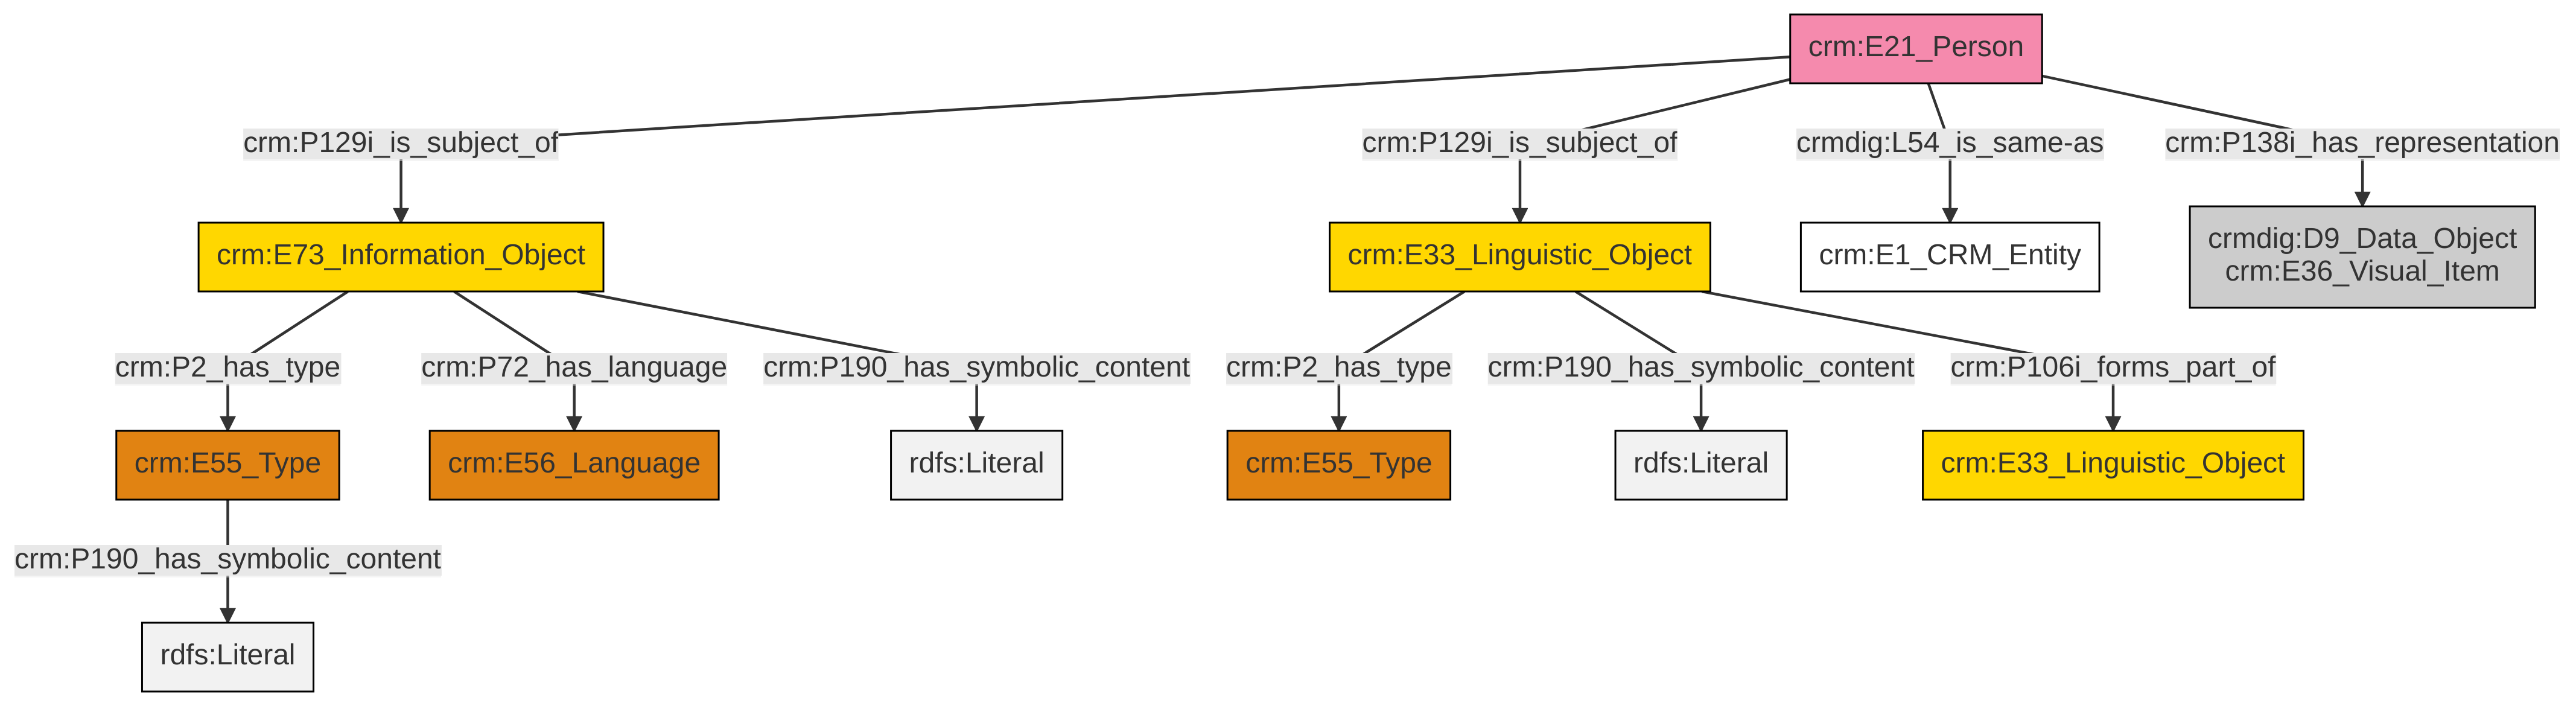 crm:E21_Person
crm:P129i_is_subject_of
crm:P129i_is_subject_of
crmdig:L54_is_same-as
crm:P138i_has_representation
crm:E73_Information_Object
crm:E33_Linguistic_Object
crm:E1_CRM_Entity
crmdig:D9_Data_Object
crm:E36_Visual_Item
crm:P2_has_type
crm:P72_has_language
crm:P190_has_symbolic_content
crm:P2_has_type
crm:P190_has_symbolic_content
crm:P106i_forms_part_of
crm:E55_Type
crm:E56_Language
rdfs:Literal
crm:E55_Type
rdfs:Literal
crm:E33_Linguistic_Object
crm:P190_has_symbolic_content
rdfs:Literal